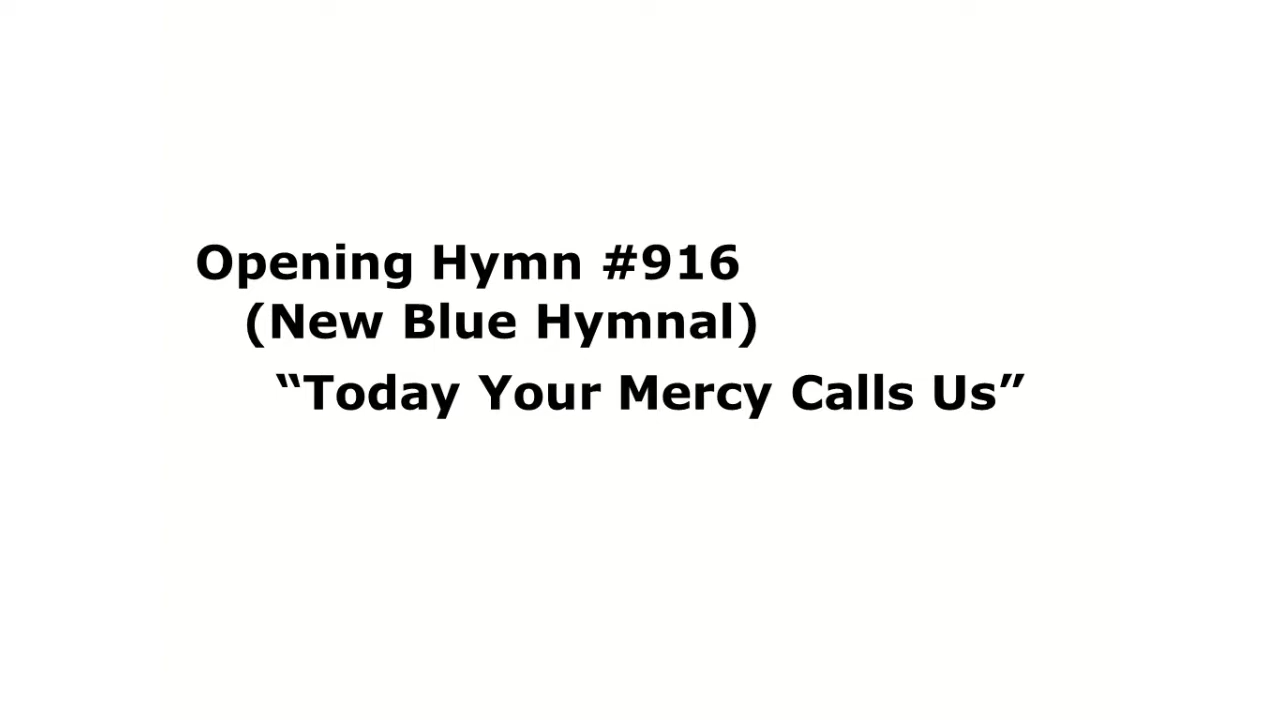 Opening Hymn #916
(New Blue Hymnal)
“Today Your Mercy Calls Us”